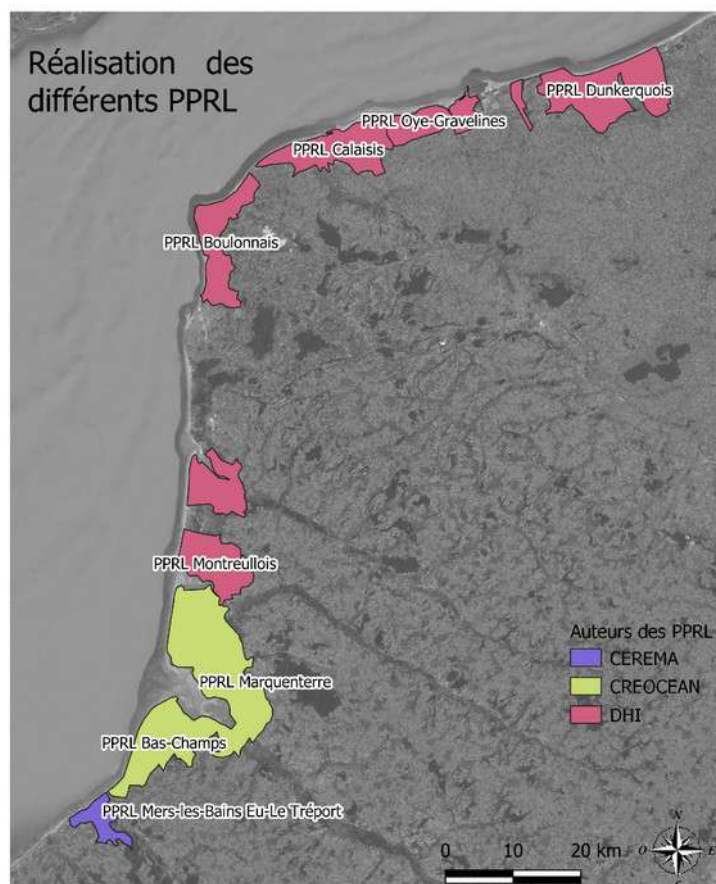 Réalisation des
différents PPRL
PPRL Dunkerquois
PPRL Oye-Gravelines
PPRL Calaisis
PPRL Boulonnais
PPRL Montreullois
PPRL Marquenterre
PPRL Bas-Champs
PPRL Mers-les-Bains Eu-Le Tréport
Auteurs des PPRL
CEREMA
CREOCEAN
DHI
0 10 20 km
N
O E
S